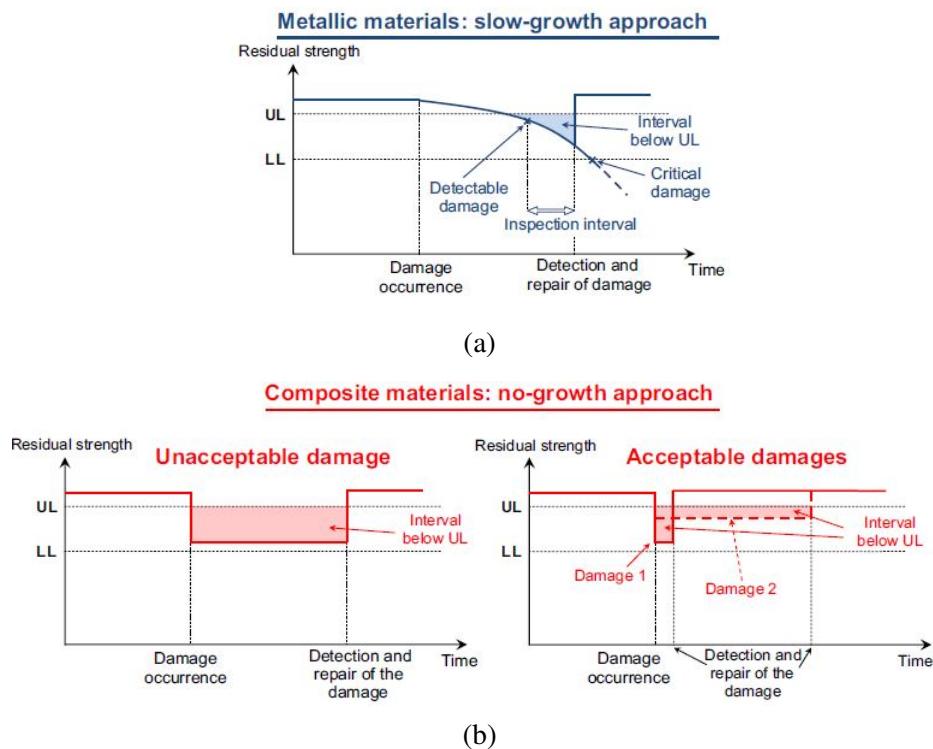 Metallic materials: slow-growth approach
Residual strength
UL
LL
Interval
below UL
Detectable
damage
Critical
damage
Inspection interval
Time
Damage
occurrence
Detection and
repair of damage
(a)
Composite materials: no-growth approach
Residual strength
Unacceptable damage
UL
LL
Interval
below UL
Time
Damage
occurrence
Detection and
repair of the
damage
Residual strength
Acceptable damages
UL
LL
Interval
below UL
Damage 1
Damage 2
Time
Damage
occurrence
Detection and
repair of the
damage
(b)